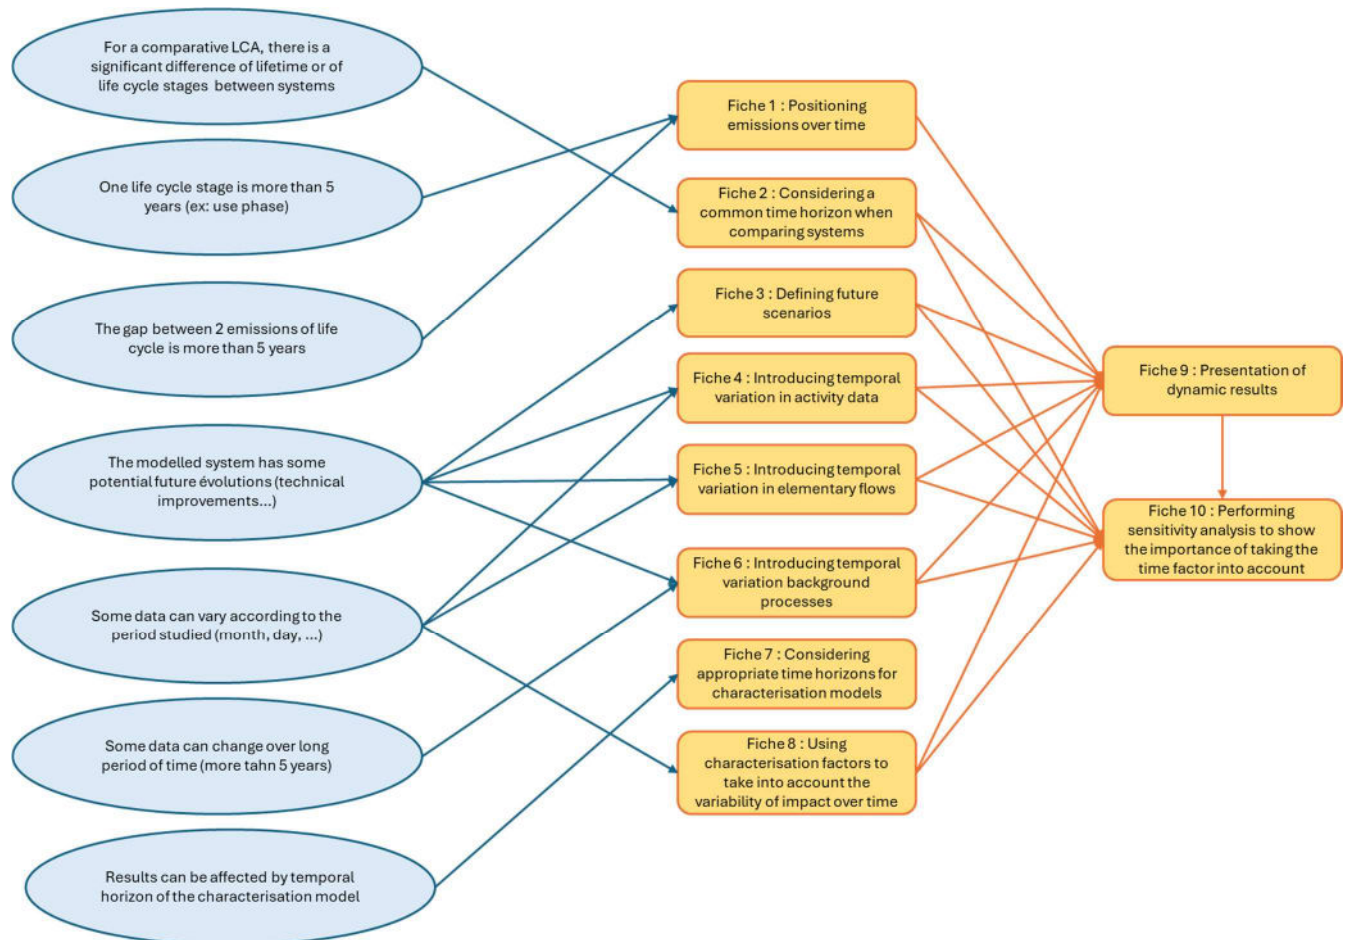 For a comparative LCA, there is a
significant difference of lifetime or of
life cycle stages between systems
One life cycle stage is more than 5
years (ex: use phase)
The gap between 2 emissions of life
cycle is more than 5 years
The modelled system has some
potential future évolutions (technical
improvements...)
Some data can vary according to the
period studied (month, day, ...)
Some data can change over long
period of time (more tahn 5 years)
Results can be affected by temporal
horizon of the characterisation model
Fiche 1 : Positioning
emissions over time
Fiche 2 : Considering a
common time horizon when
comparing systems
Fiche 3 : Defining future
scenarios
Fiche 4 : Introducing temporal
variation in activity data
Fiche 5 : Introducing temporal
variation in elementary flows
Fiche 6 : Introducing temporal
variation background
processes
Fiche 7 : Considering
appropriate time horizons for
characterisation models
Fiche 8 : Using
characterisation factors to
take into account the
variability of impact over time
Fiche 9 : Presentation of
dynamic results
Fiche 10 : Performing
sensitivity analysis to show
the importance of taking the
time factor into account